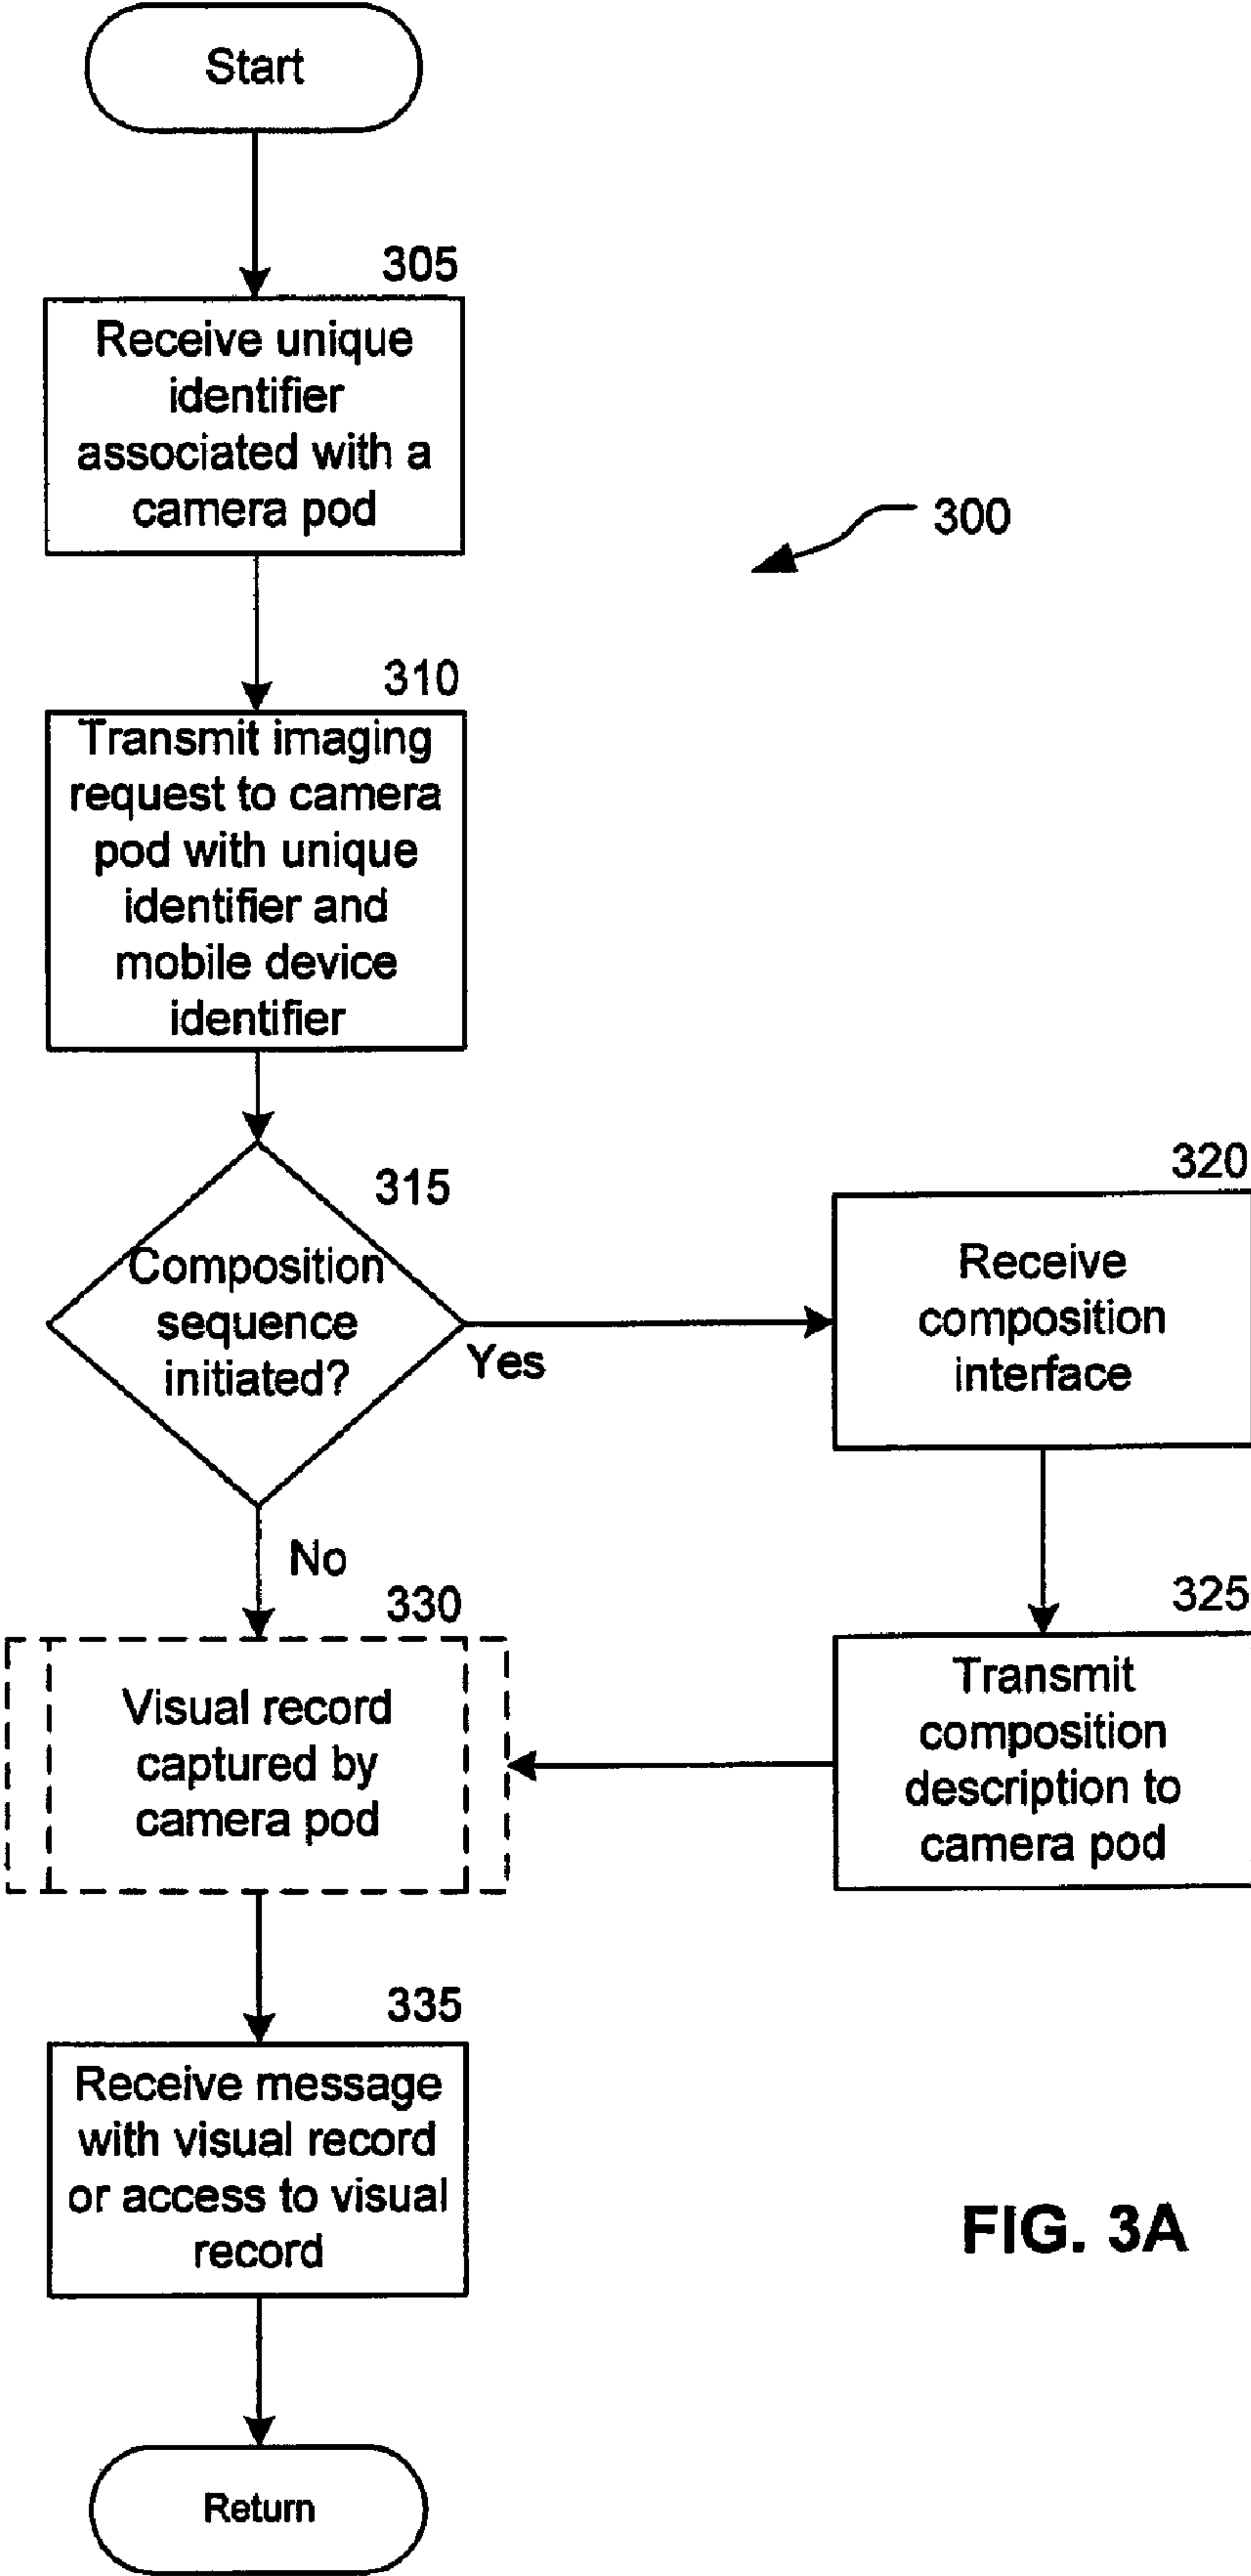 Start
305
Receive unique
identifier
associated with a
camera pod
300
310
Transmit imaging
request to camera
pod with unique
identifier and
mobile device
identifier
315
Composition
sequence
initiated?
Yes
No
320
Receive
composition
interface
325
Transmit
composition
description to
camera pod
330
Visual record
captured by
camera pod
335
Receive message
with visual record
or access to visual
record
Return
FIG. 3A